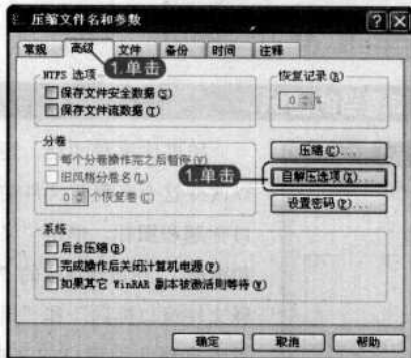 压缩文件名和参数
常规 高级 文件 备份 时间 注释
1.单击
NTFS 选项
保存文件安全数据(S)
保存文件流数据(T)
恢复记录(R)
0 %
分卷
每个分卷操作完之后暂停(V)
旧风格分卷名(L)
0 个恢复卷(C)
压缩(C)...
1.单击
自解压选项(X)...
设置密码(P)...
系统
后台压缩(B)
完成操作后关闭计算机电源(P)
如果其它 WinRAR 副本被激活则等待(W)
确定 取消 帮助